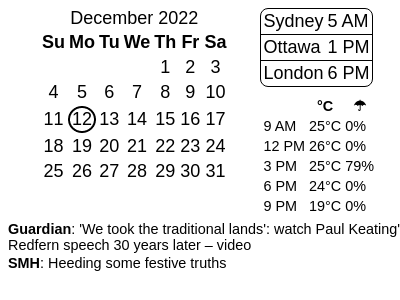 December 2022
Su Mo Tu We Th Fr Sa
1 2 3
4 5 6 7 8 9 10
11 12 13 14 15 16 17
18 19 20 21 22 23 24
25 26 27 28 29 30 31
Sydney 5 AM
Ottawa 1 PM
London 6 PM
°C ☂
9 AM 25°C 0%
12 PM 26°C 0%
3 PM 25°C 79%
6 PM 24°C 0%
9 PM 19°C 0%
Guardian: 'We took the traditional lands': watch Paul Keating'
Redfern speech 30 years later – video
SMH: Heeding some festive truths